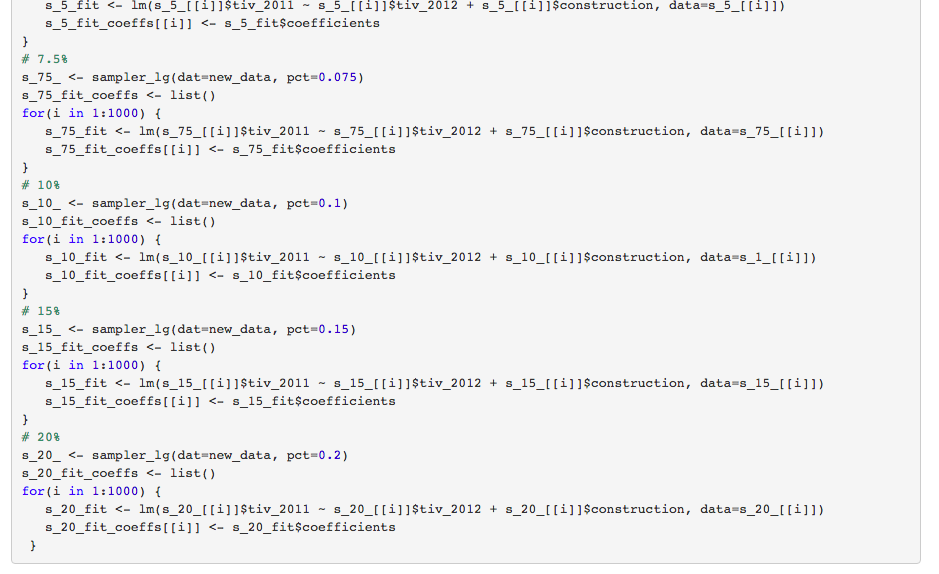 s_5_fit <- lm(s_5_[[i]]$tiv_2011 ~ s_5_[[i]]$tiv_2012 + s_5_[[i]]$construction, data=s_5_[[i]])
s_5_fit_coeffs[[i]] <- s_5_fit$coefficients
}
# 7.5%
s_75_ <- sampler_lg(dat=new_data, pct=0.075)
s_75_fit_coeffs <- list()
for(i in 1:1000) {
s_75_fit <- lm(s_75_[[i]]$tiv_2011 ~ s_75_[[i]]$tiv_2012 + s_75_[[i]]$construction, data=s_75_[[i]])
s_75_fit_coeffs[[i]] <- s_75_fit$coefficients
}
# 10%
s_10_ <- sampler_lg(dat=new_data, pct=0.1)
s_10_fit_coeffs <- list()
for(i in 1:1000) {
s_10_fit <- lm(s_10_[[i]]$tiv_2011 ~ s_10_[[i]]$tiv_2012 + s_10_[[i]]$construction, data=s_1_[[i]])
s_10_fit_coeffs[[i]] <- s_10_fit$coefficients
}
# 15%
s_15_ <- sampler_lg(dat=new_data, pct=0.15)
s_15_fit_coeffs <- list()
for(i in 1:1000) {
s_15_fit <- lm(s_15_[[i]]$tiv_2011 ~ s_15_[[i]]$tiv_2012 + s_15_[[i]]$construction, data=s_15_[[i]])
s_15_fit_coeffs[[i]] <- s_15_fit$coefficients
}
# 20%
s_20_ <- sampler_lg(dat=new_data, pct=0.2)
s_20_fit_coeffs <- list()
for(i in 1:1000) {
s_20_fit <- lm(s_20_[[i]]$tiv_2011 ~ s_20_[[i]]$tiv_2012 + s_20_[[i]]$construction, data=s_20_[[i]])
s_20_fit_coeffs[[i]] <- s_20_fit$coefficients
}